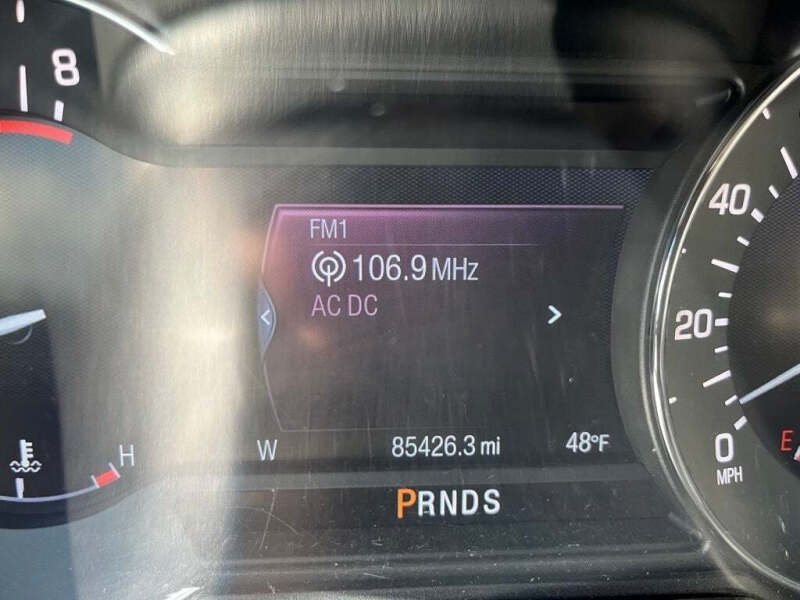 8
FM1
106.9 MHz
AC DC
< >
H
W 85426.3 mi 48°F
PRNDS
40
20
0
MPH
E